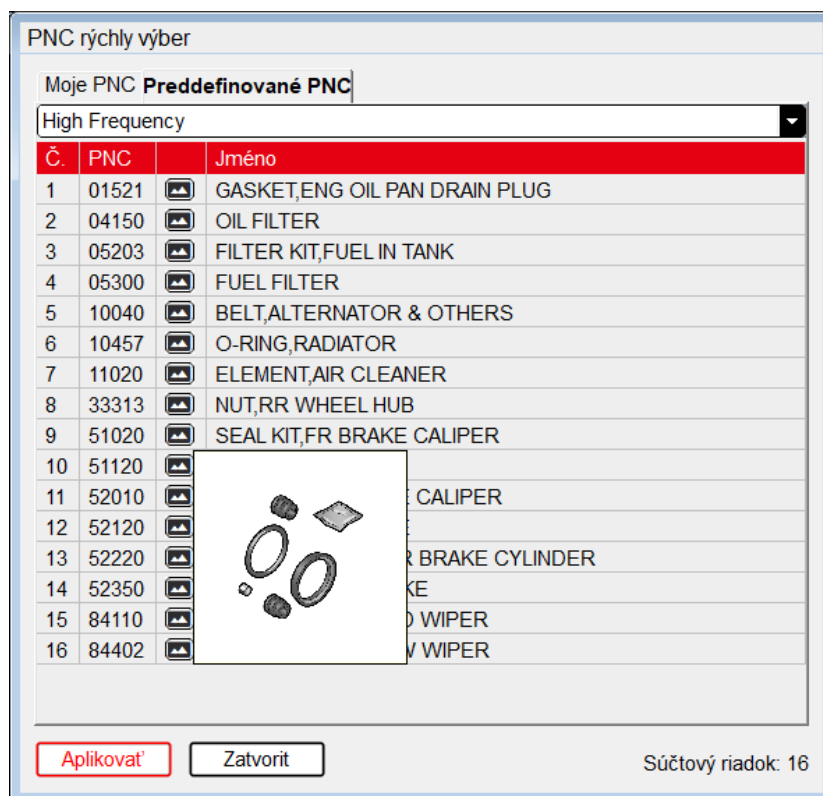 PNC rýchly výber
Moje PNC Preddefinované PNC
High Frequency
Č. PNC Jméno
1 01521 GASKET,ENG OIL PAN DRAIN PLUG
2 04150 OIL FILTER
3 05203 FILTER KIT,FUEL IN TANK
4 05300 FUEL FILTER
5 10040 BELT,ALTERNATOR & OTHERS
6 10457 O-RING,RADIATOR
7 11020 ELEMENT,AIR CLEANER
8 33313 NUT,RR WHEEL HUB
9 51020 SEAL KIT,FR BRAKE CALIPER
10 51120
11 52010 CALIPER
12 52120
13 52220 BRAKE CYLINDER
14 52350
15 84110 WIPER
16 84402 WIPER
Aplikovať Zatvorit Súčtový riadok: 16